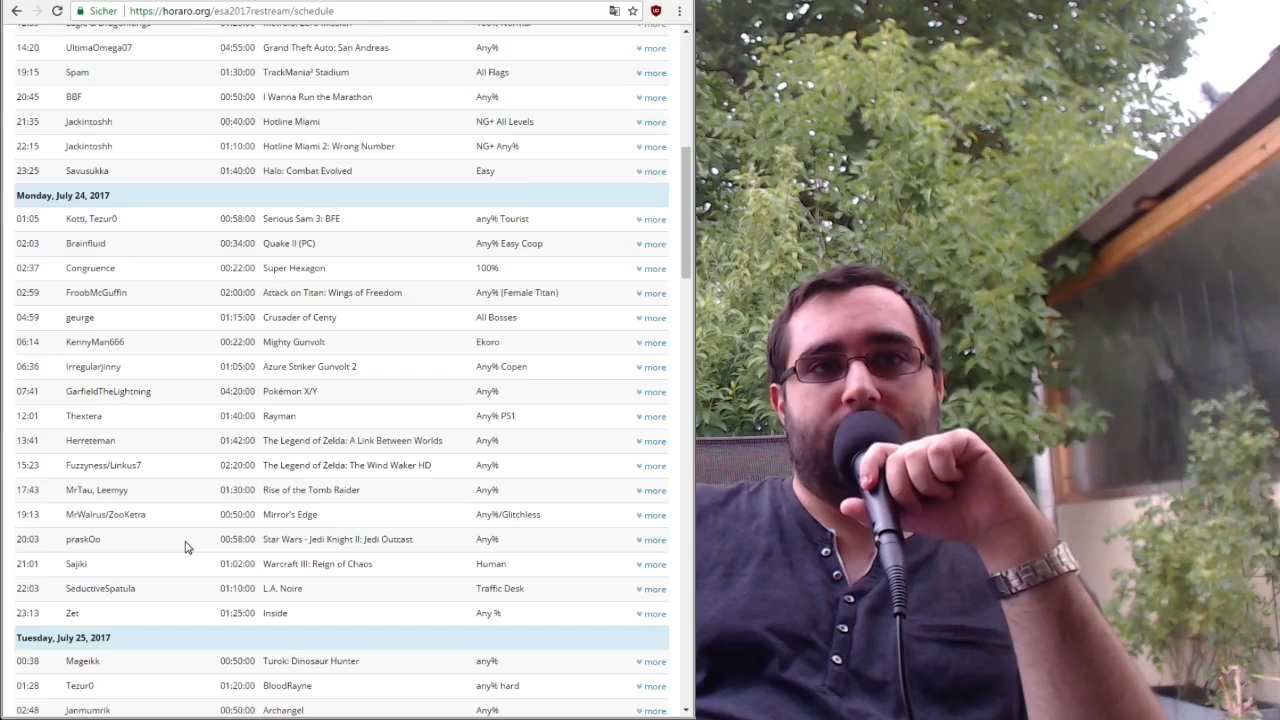 Sicher https://horaro.org/esa2017restream/schedule
14:20 UltimaOmega07 04:55:00 Grand Theft Auto: San Andreas Any% more
19:15 Spam 01:30:00 TrackMania² Stadium All Flags more
20:45 BBF 00:50:00 I Wanna Run the Marathon Any% more
21:35 Jackintoshh 00:40:00 Hotline Miami NG+ All Levels more
22:15 Jackintoshh 01:10:00 Hotline Miami 2: Wrong Number NG+ Any% more
23:25 Savusukka 01:40:00 Halo: Combat Evolved Easy more
Monday, July 24, 2017
01:05 Kotti, Tezur0 00:58:00 Serious Sam 3: BFE any% Tourist more
02:03 Brainfluid 00:34:00 Quake II (PC) Any% Easy Coop more
02:37 Congruence 00:22:00 Super Hexagon 100% more
02:59 FroobMcGuffin 02:00:00 Attack on Titan: Wings of Freedom Any% (Female Titan) more
04:59 geurge 01:15:00 Crusader of Centy All Bosses more
06:14 KennyMan666 00:22:00 Mighty Gunvolt Ekoro more
06:36 Irregularjinny 01:05:00 Azure Striker Gunvolt 2 Any% Copen more
07:41 GarfieldTheLightning 04:20:00 Pokémon X/Y Any% more
12:01 Thextera 01:40:00 Rayman Any% PS1 more
13:41 Herreteman 01:42:00 The Legend of Zelda: A Link Between Worlds Any% more
15:23 Fuzzyness/Linkus7 02:20:00 The Legend of Zelda: The Wind Waker HD Any% more
17:43 MrTau, Leemyy 01:30:00 Rise of the Tomb Raider Any% more
19:13 MrWalrus/ZooKetra 00:50:00 Mirror's Edge Any%/Glitchless more
20:03 praskOo 00:58:00 Star Wars - Jedi Knight II: Jedi Outcast Any% more
21:01 Sajiki 01:02:00 Warcraft III: Reign of Chaos Human more
22:03 SeductiveSpatula 01:10:00 L.A. Noire Traffic Desk more
23:13 Zet 01:25:00 Inside Any % more
Tuesday, July 25, 2017
00:38 Mageikk 00:50:00 Turok: Dinosaur Hunter any% more
01:28 Tezur0 01:20:00 BloodRayne any% hard more
02:48 Janmumrik 00:50:00 Archangel Any% more